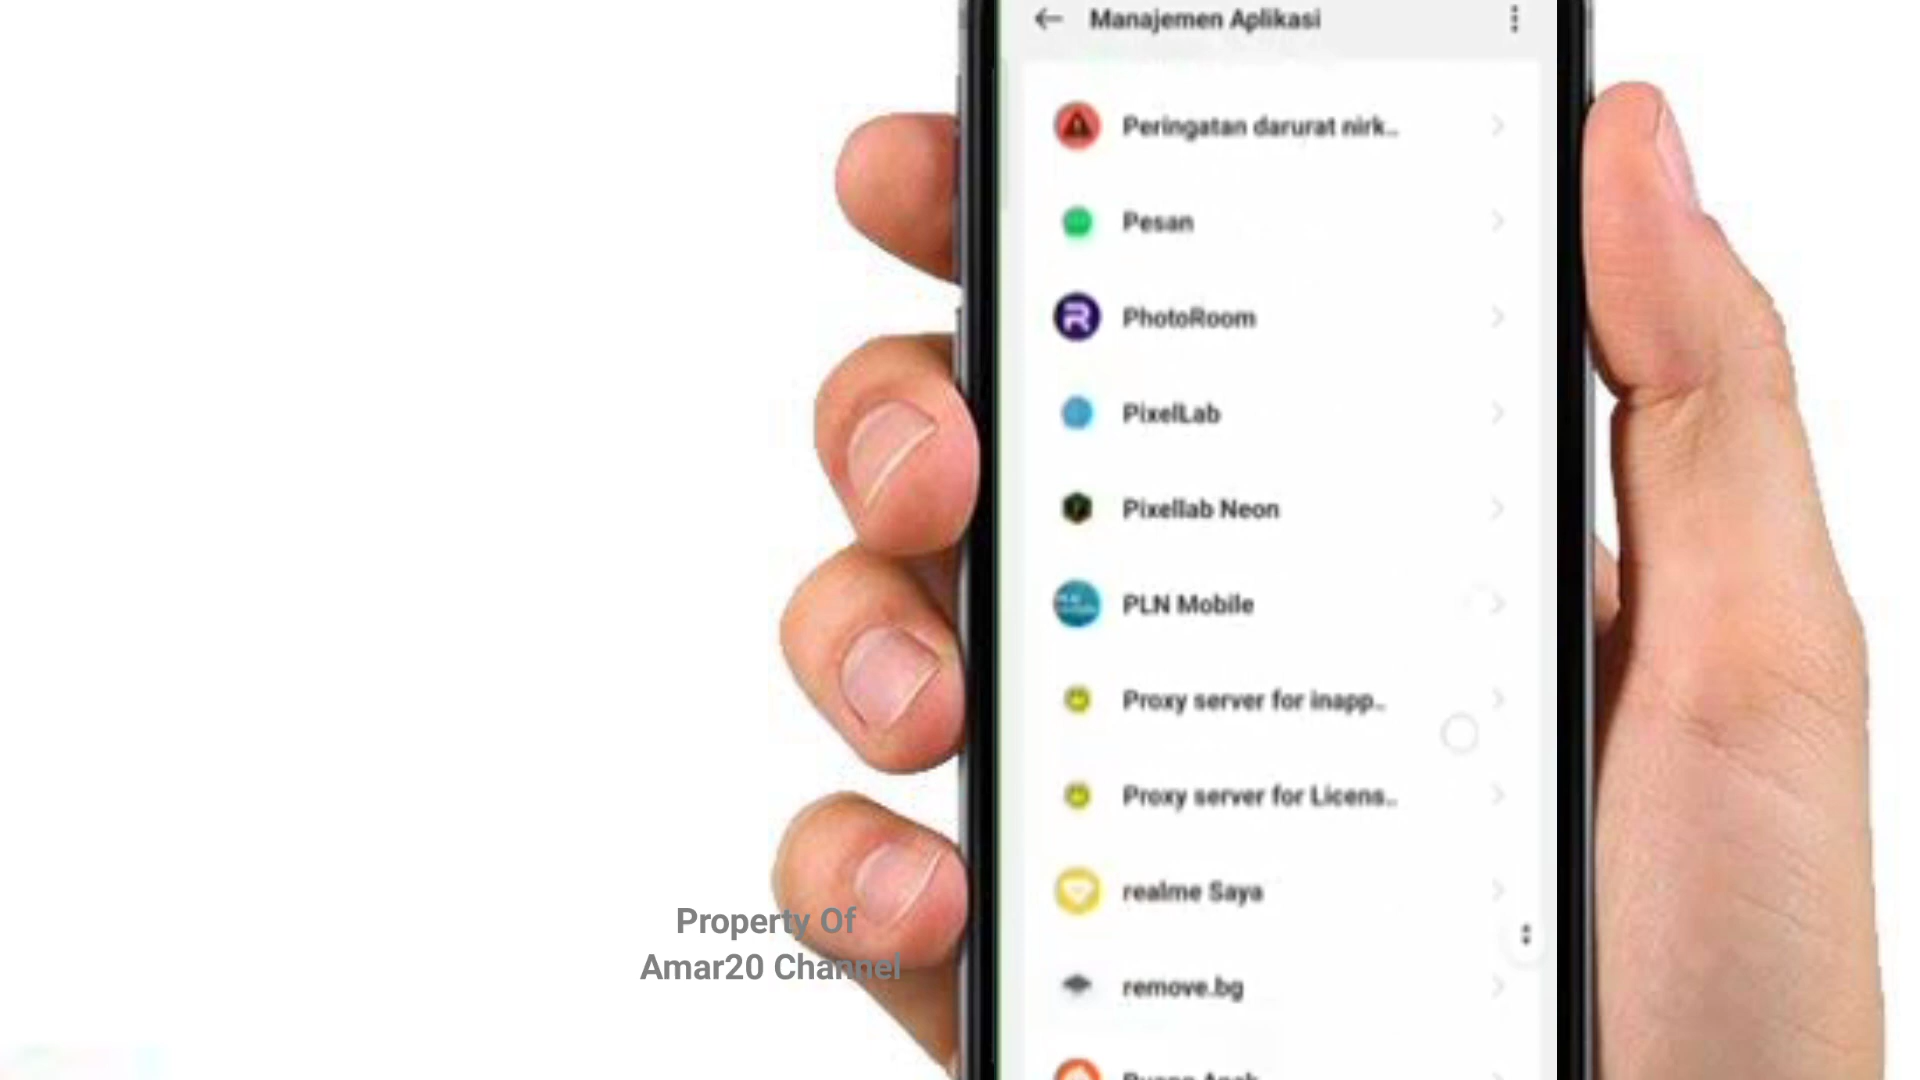 Manajemen Aplikasi
Peringatan darurat nirk..
Pesan
PhotoRoom
PixelLab
Pixellab Neon
PLN Mobile
Proxy server for inapp..
Proxy server for Licens..
realme Saya
remove.bg
Property Of
Amar20 Channel